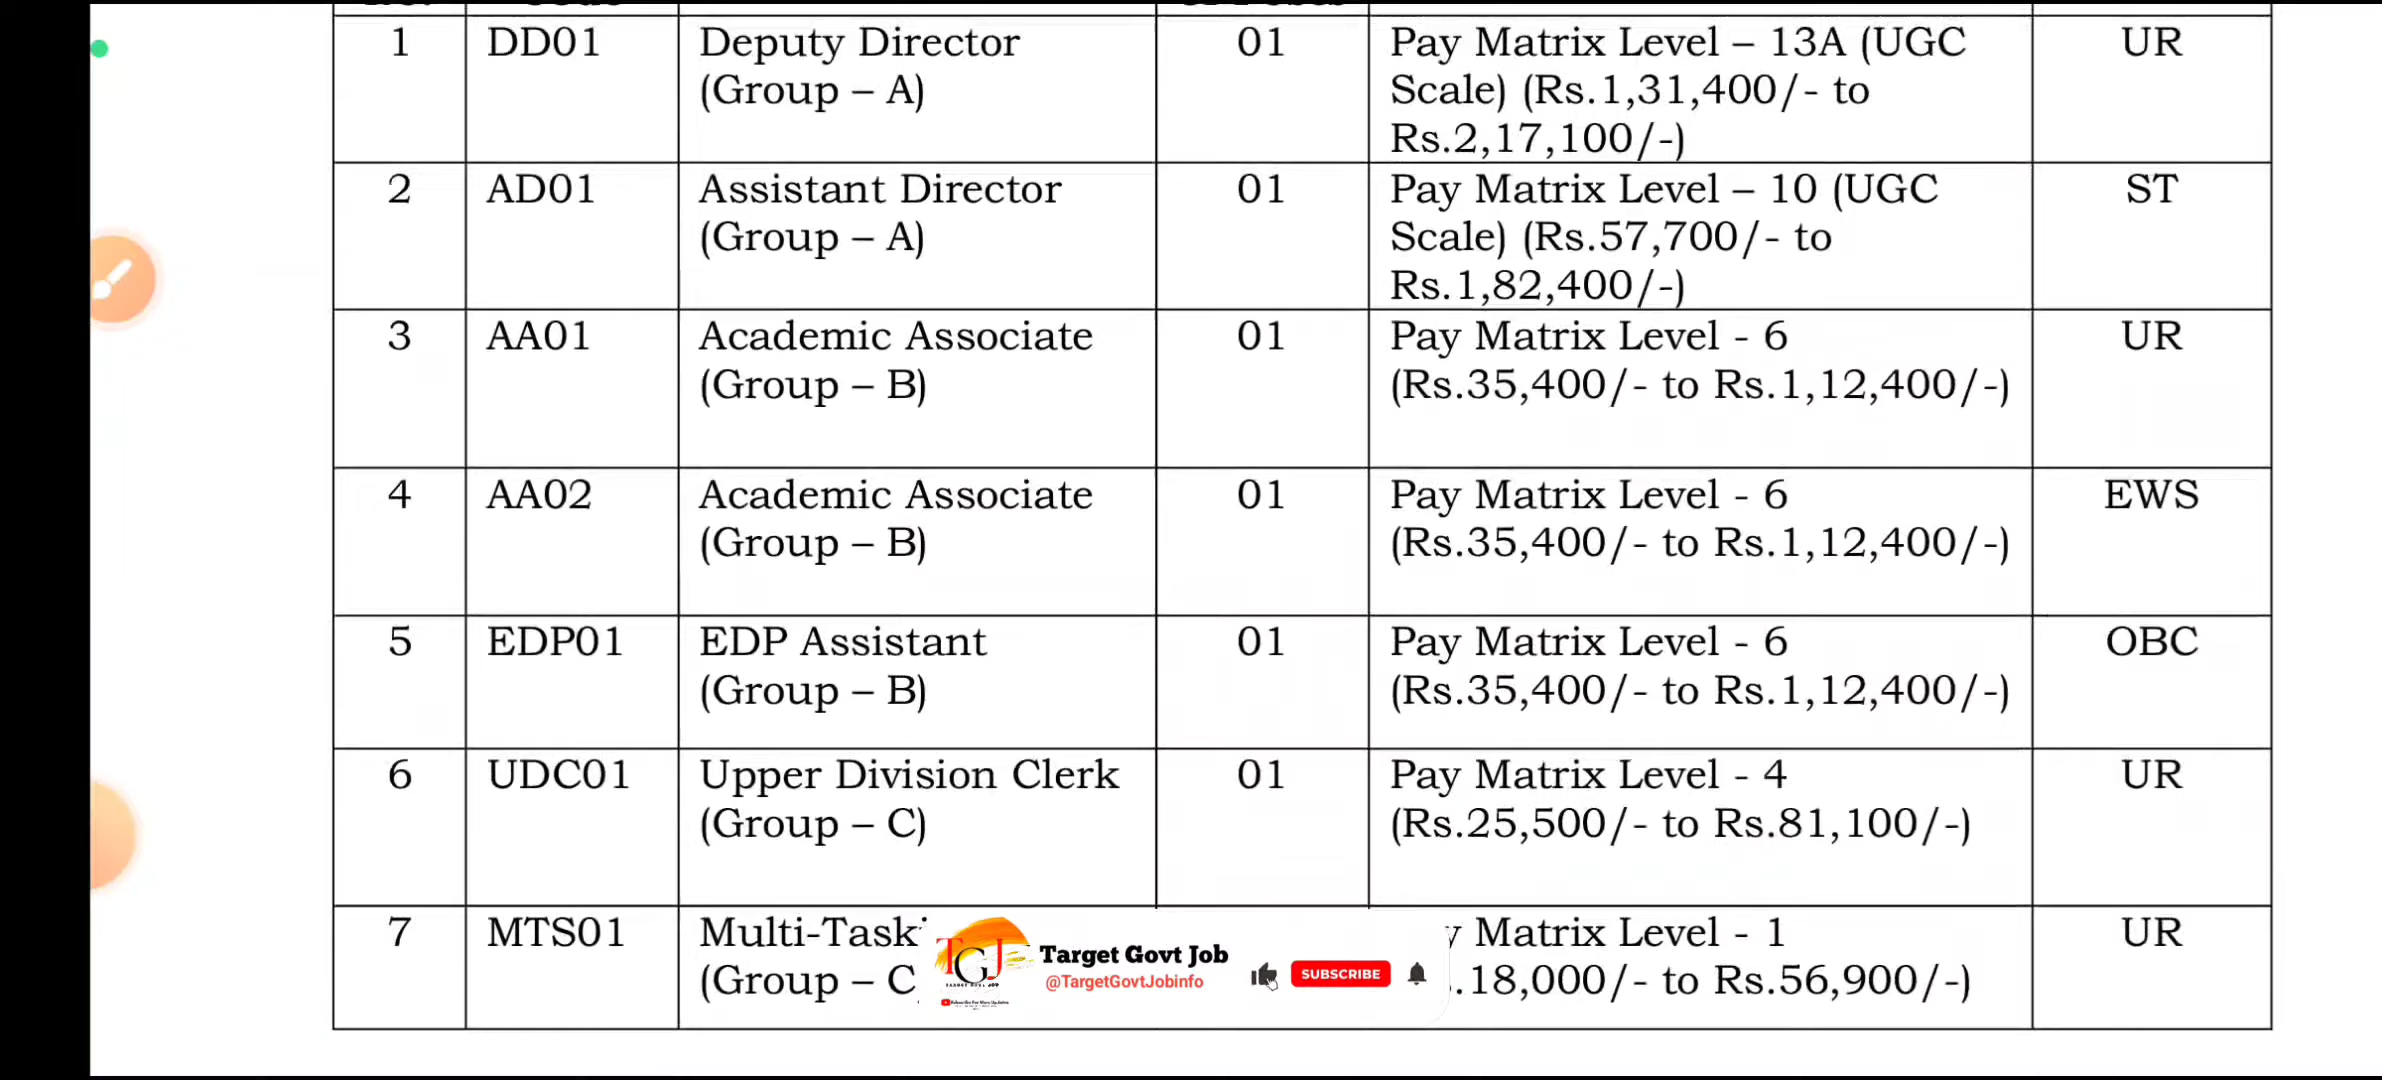 1 DD01 Deputy Director 01 Pay Matrix Level – 13A (UGC UR
(Group – A) Scale) (Rs.1,31,400/- to
Rs.2,17,100/-)
2 AD01 Assistant Director 01 Pay Matrix Level – 10 (UGC ST
(Group – A) Scale) (Rs.57,700/- to
Rs.1,82,400/-)
3 AA01 Academic Associate 01 Pay Matrix Level - 6 UR
(Group – B) (Rs.35,400/- to Rs.1,12,400/-)
4 AA02 Academic Associate 01 Pay Matrix Level - 6 EWS
(Group – B) (Rs.35,400/- to Rs.1,12,400/-)
5 EDP01 EDP Assistant 01 Pay Matrix Level - 6 OBC
(Group – B) (Rs.35,400/- to Rs.1,12,400/-)
6 UDC01 Upper Division Clerk 01 Pay Matrix Level - 4 UR
(Group – C) (Rs.25,500/- to Rs.81,100/-)
7 MTS01 Multi-Task Matrix Level - 1 UR
(Group – C .18,000/- to Rs.56,900/-)
TGJ
Target Govt Job
@TargetGovtJobinfo
SUBSCRIBE